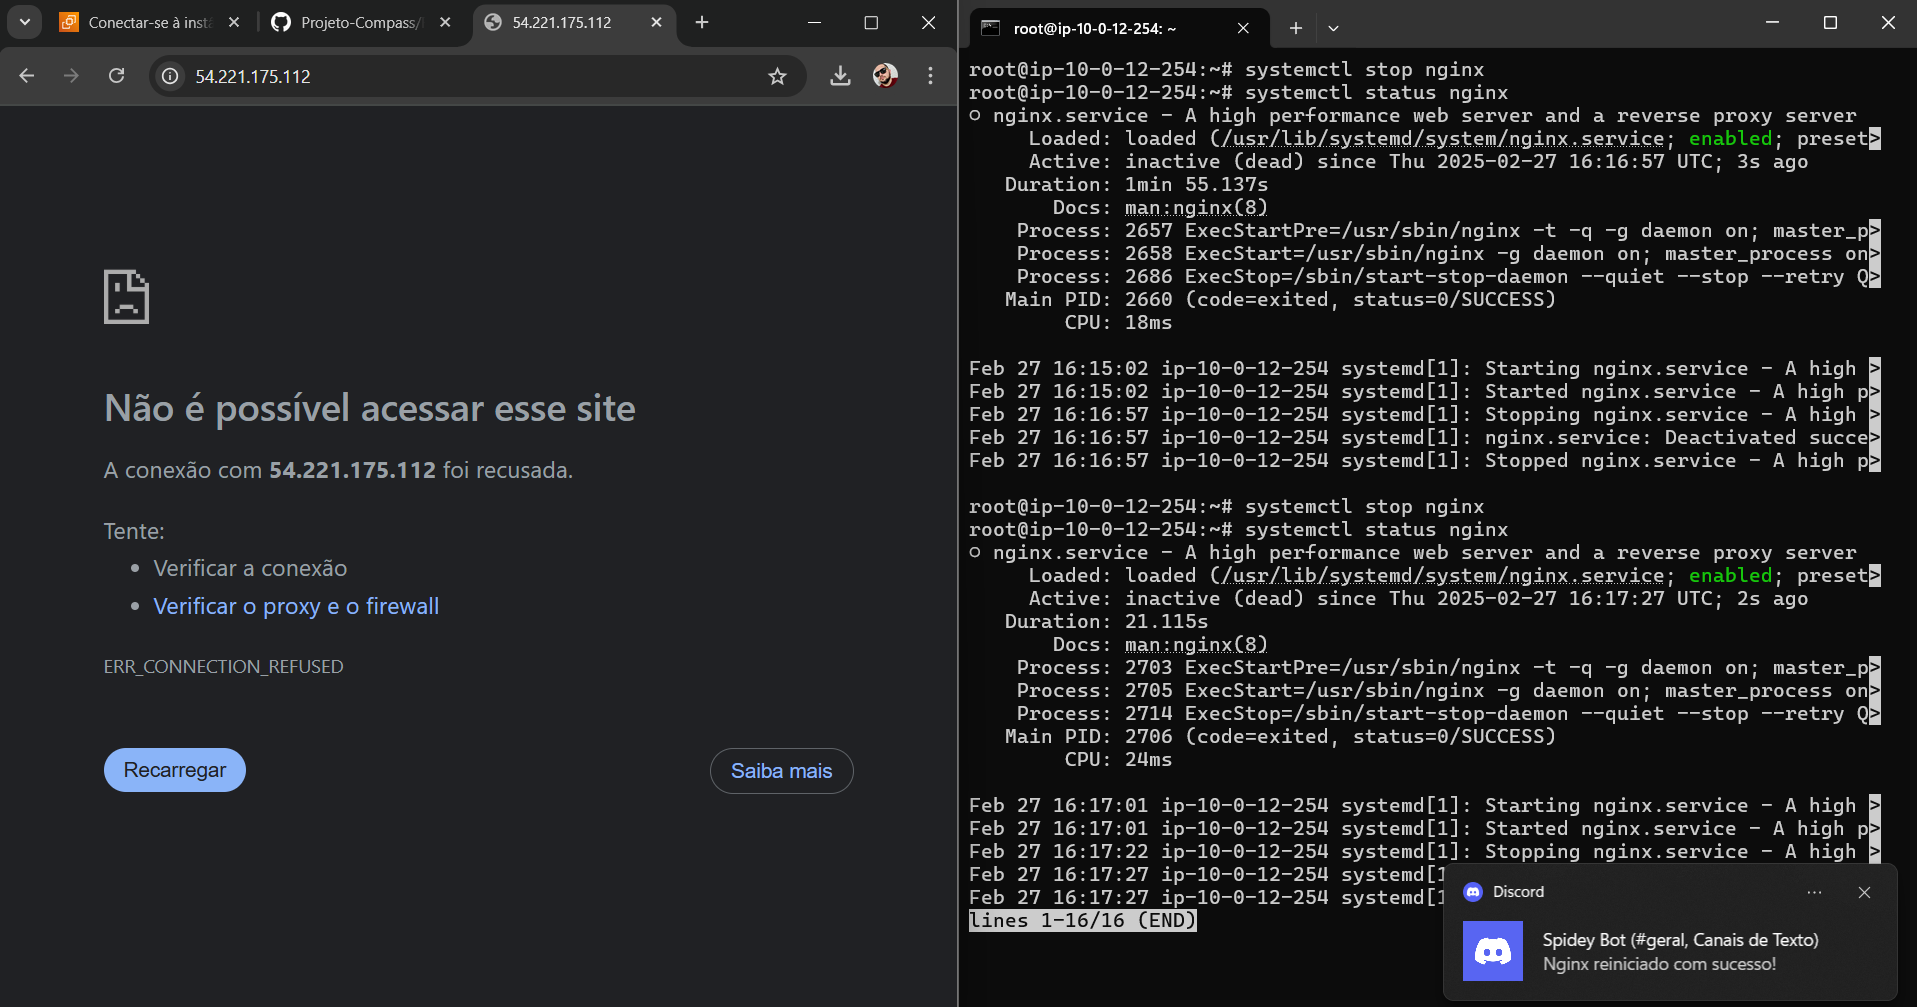 Conectar-se à instâ
Projeto-Compass/
54.221.175.112
54.221.175.112
Não é possível acessar esse site
A conexão com 54.221.175.112 foi recusada.
Tente:
• Verificar a conexão
• Verificar o proxy e o firewall
ERR_CONNECTION_REFUSED
Recarregar
Saiba mais
root@ip-10-0-12-254: ~
root@ip-10-0-12-254:~# systemctl stop nginx
root@ip-10-0-12-254:~# systemctl status nginx
○ nginx.service - A high performance web server and a reverse proxy server
Loaded: loaded (/usr/lib/systemd/system/nginx.service; enabled; preset>
Active: inactive (dead) since Thu 2025-02-27 16:16:57 UTC; 3s ago
Duration: 1min 55.137s
Docs: man:nginx(8)
Process: 2657 ExecStartPre=/usr/sbin/nginx -t -q -g daemon on; master_p>
Process: 2658 ExecStart=/usr/sbin/nginx -g daemon on; master_process on>
Process: 2686 ExecStop=/sbin/start-stop-daemon --quiet --stop --retry Q>
Main PID: 2660 (code=exited, status=0/SUCCESS)
CPU: 18ms
Feb 27 16:15:02 ip-10-0-12-254 systemd[1]: Starting nginx.service - A high >
Feb 27 16:15:02 ip-10-0-12-254 systemd[1]: Started nginx.service - A high p>
Feb 27 16:16:57 ip-10-0-12-254 systemd[1]: Stopping nginx.service - A high >
Feb 27 16:16:57 ip-10-0-12-254 systemd[1]: nginx.service: Deactivated succe>
Feb 27 16:16:57 ip-10-0-12-254 systemd[1]: Stopped nginx.service - A high p>
root@ip-10-0-12-254:~# systemctl stop nginx
root@ip-10-0-12-254:~# systemctl status nginx
○ nginx.service - A high performance web server and a reverse proxy server
Loaded: loaded (/usr/lib/systemd/system/nginx.service; enabled; preset>
Active: inactive (dead) since Thu 2025-02-27 16:17:27 UTC; 2s ago
Duration: 21.115s
Docs: man:nginx(8)
Process: 2703 ExecStartPre=/usr/sbin/nginx -t -q -g daemon on; master_p>
Process: 2705 ExecStart=/usr/sbin/nginx -g daemon on; master_process on>
Process: 2714 ExecStop=/sbin/start-stop-daemon --quiet --stop --retry Q>
Main PID: 2706 (code=exited, status=0/SUCCESS)
CPU: 24ms
Feb 27 16:17:01 ip-10-0-12-254 systemd[1]: Starting nginx.service - A high >
Feb 27 16:17:01 ip-10-0-12-254 systemd[1]: Started nginx.service - A high p>
Feb 27 16:17:22 ip-10-0-12-254 systemd[1]: Stopping nginx.service - A high >
Feb 27 16:17:27 ip-10-0-12-254 systemd[1
Feb 27 16:17:27 ip-10-0-12-254 systemd[1
lines 1-16/16 (END)
Discord
Spidey Bot (#geral, Canais de Texto)
Nginx reiniciado com sucesso!